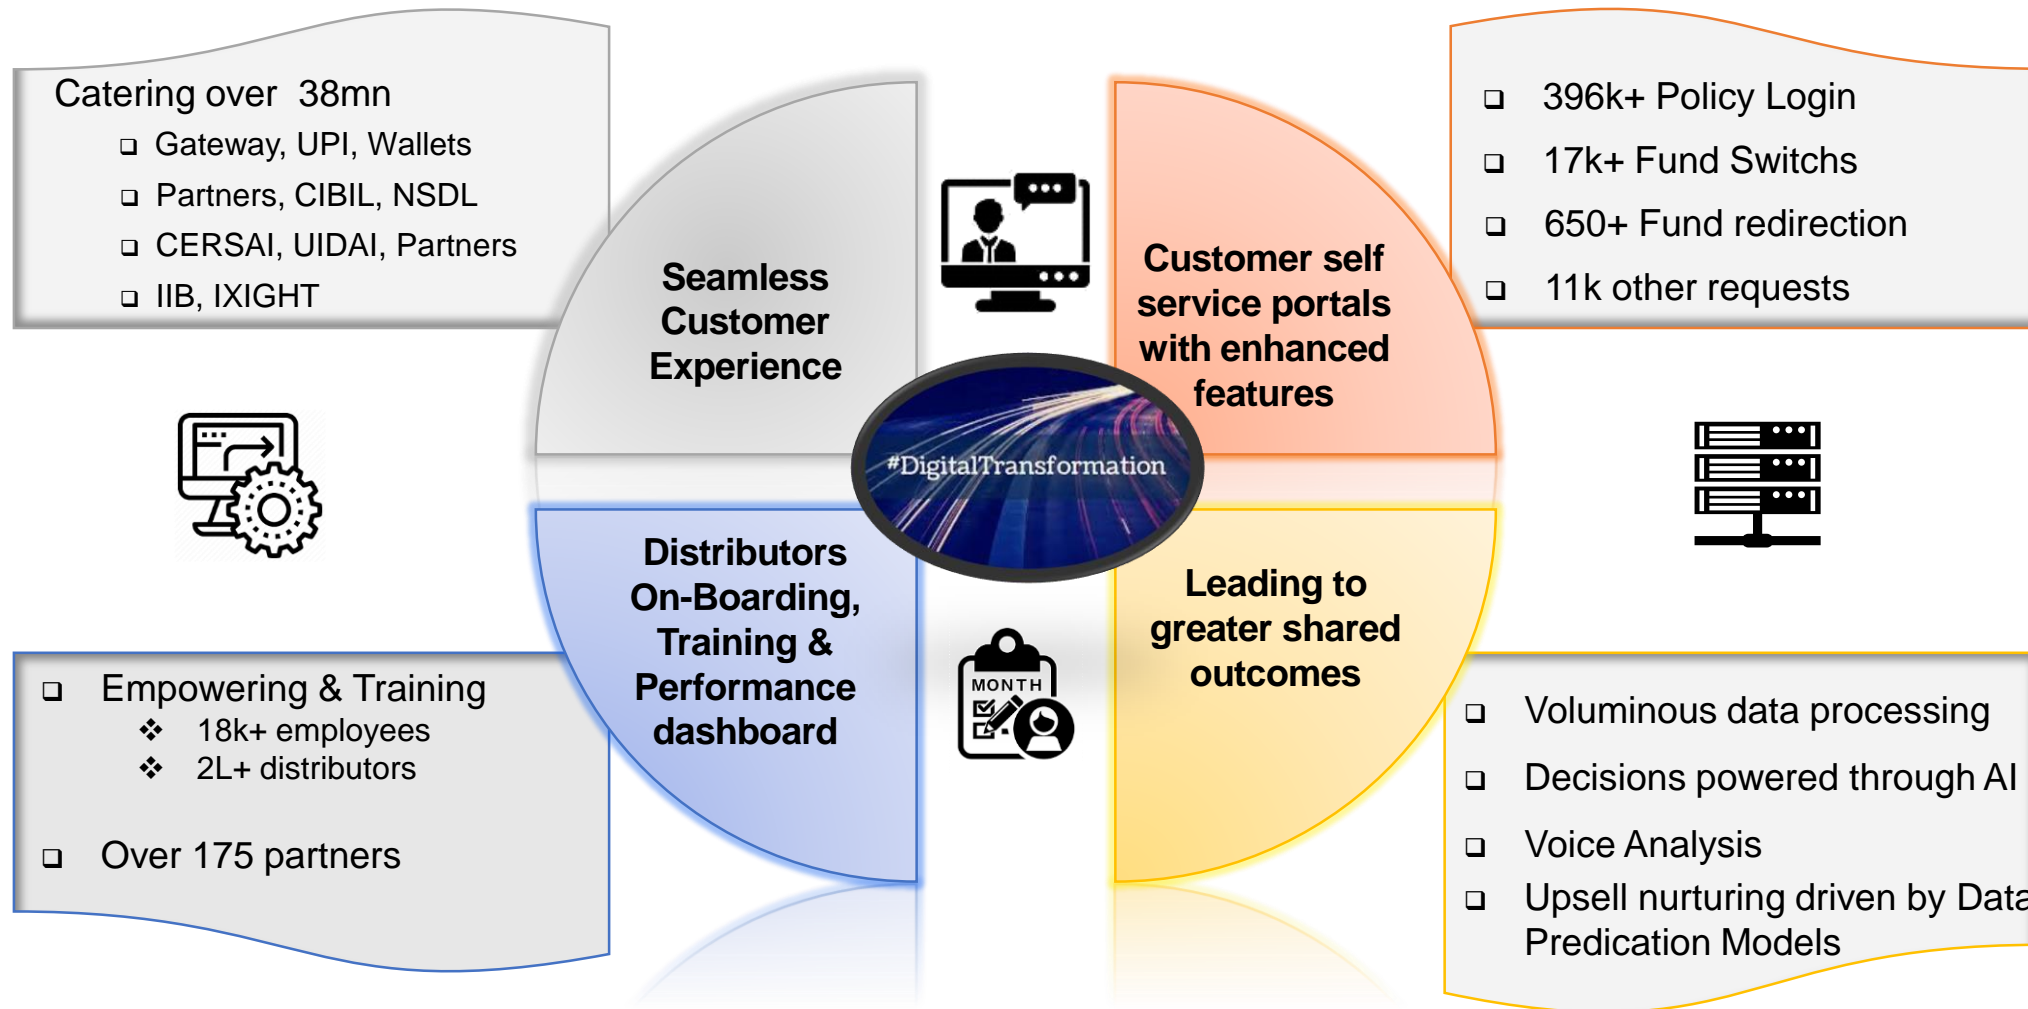 Catering over 38mn
Gateway, UPI, Wallets
Partners, CIBIL, NSDL
CERSAI, UIDAI, Partners
IIB, IXIGHT
Seamless
Customer
Experience
Customer self
service portals
with enhanced
features
396k+ Policy Login
17k+ Fund Switchs
650+ Fund redirection
11k other requests
#DigitalTransformation
Empowering & Training
18k+ employees
2L+ distributors
Over 175 partners
Distributors
On-Boarding,
Training &
Performance
dashboard
MONTH
Leading to
greater shared
outcomes
Voluminous data processing
Decisions powered through AI
Voice Analysis
Upsell nurturing driven by Data
Predication Models